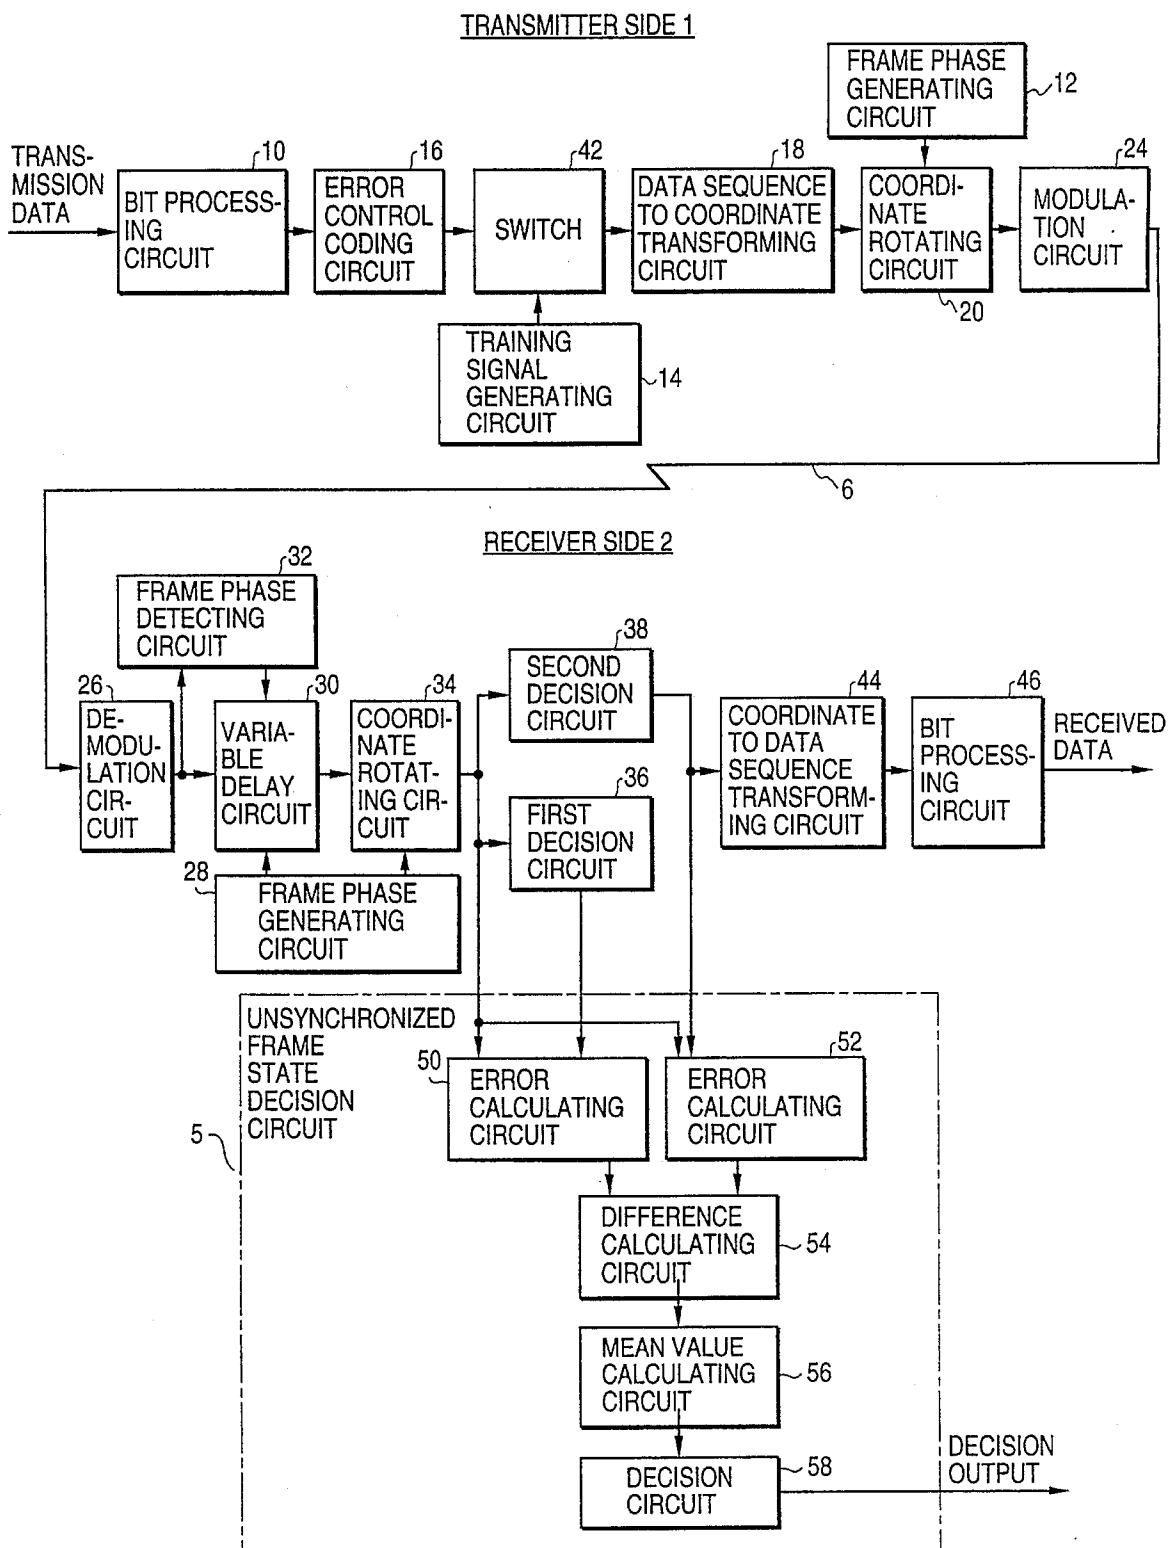 TRANSMITTER SIDE 1
FRAME PHASE
GENERATING
CIRCUIT
12
TRANS-
MISSION
DATA
10
BIT PROCESS-
ING
CIRCUIT
16
ERROR
CONTROL
CODING
CIRCUIT
42
SWITCH
18
DATA SEQUENCE
TO COORDINATE
TRANSFORMING
CIRCUIT
COORDI-
NATE
ROTATING
CIRCUIT
20
24
MODULA-
TION
CIRCUIT
TRAINING
SIGNAL
GENERATING
CIRCUIT
14
6
RECEIVER SIDE 2
32
FRAME PHASE
DETECTING
CIRCUIT
26
DE-
MODU-
LATION
CIR-
CUIT
30
VARIA-
BLE
DELAY
CIRCUIT
34
COORDI-
NATE
ROTAT-
ING CIR-
CUIT
38
SECOND
DECISION
CIRCUIT
36
FIRST
DECISION
CIRCUIT
44
COORDINATE
TO DATA
SEQUENCE
TRANSFORM-
ING CIRCUIT
46
BIT
PROCESS-
ING
CIRCUIT
RECEIVED
DATA
28
FRAME PHASE
GENERATING
CIRCUIT
UNSYNCHRONIZED
FRAME
STATE
DECISION
CIRCUIT
5
50
ERROR
CALCULATING
CIRCUIT
52
ERROR
CALCULATING
CIRCUIT
DIFFERENCE
CALCULATING
CIRCUIT
54
MEAN VALUE
CALCULATING
CIRCUIT
56
DECISION
CIRCUIT
58
DECISION
OUTPUT